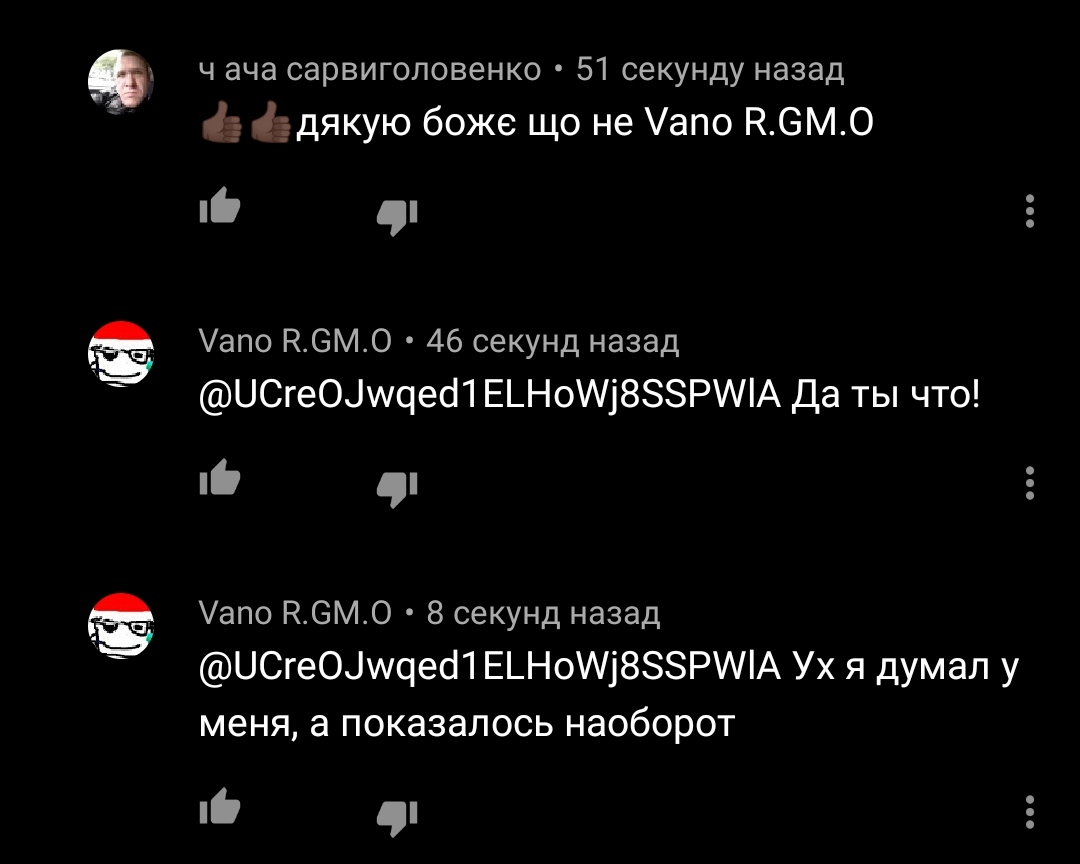 ч ача сарвиголовенко • 51 секунду назад
👍🏿👍🏿дякую божє що не Vano R.GM.O
Vano R.GM.O • 46 секунд назад
@UCreOJwqed1ELHoWj8SSPWlA Да ты что!
Vano R.GM.O • 8 секунд назад
@UCreOJwqed1ELHoWj8SSPWlA Ух я думал у
меня, а показалось наоборот